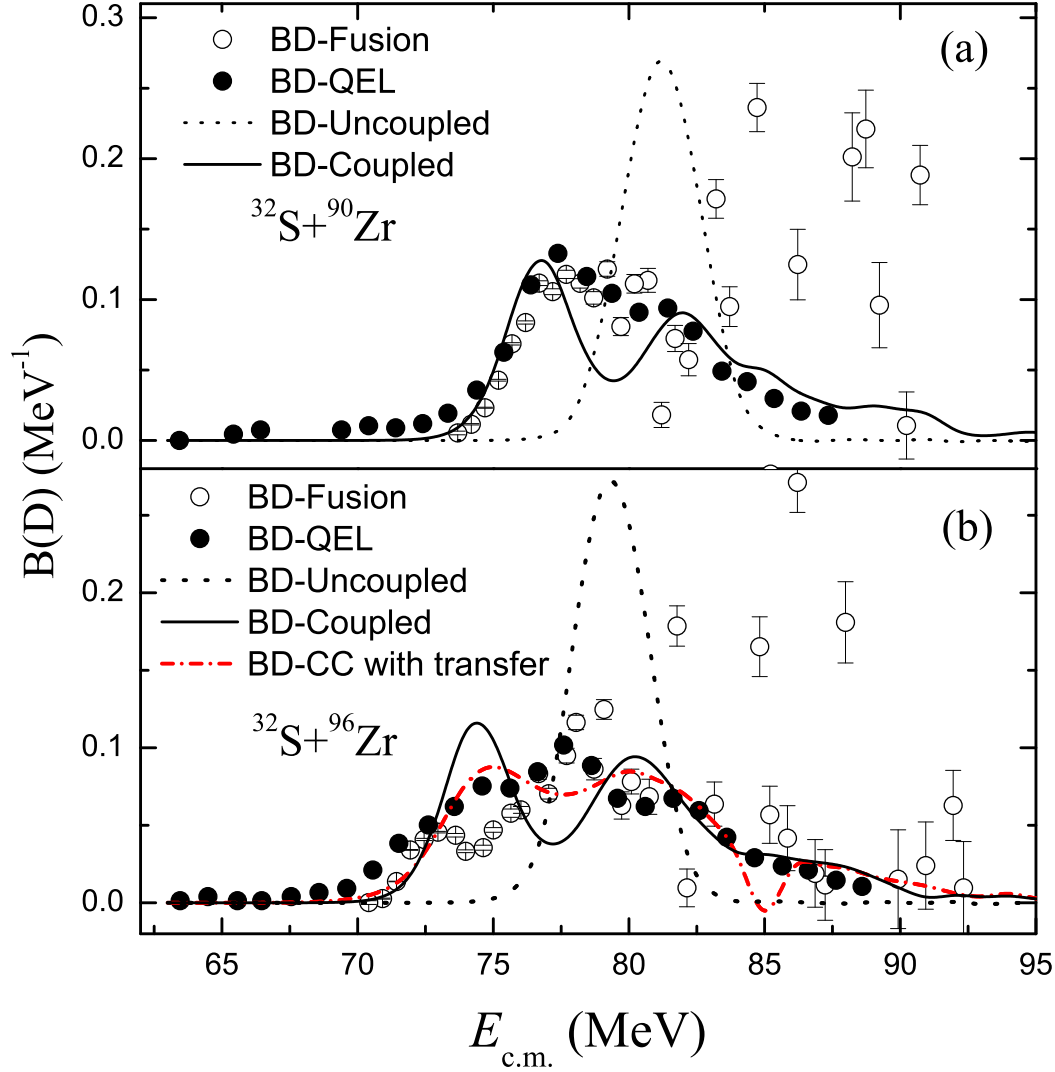 0.3
(a)
BD-Fusion
BD-QEL
BD-Uncoupled
BD-Coupled
0.2
³²S+⁹⁰Zr
0.1
0.0
B(D) (MeV⁻¹)
(b)
BD-Fusion
BD-QEL
BD-Uncoupled
BD-Coupled
BD-CC with transfer
0.2
³²S+⁹⁶Zr
0.1
0.0
65 70 75 80 85 90 95
E c.m. (MeV)